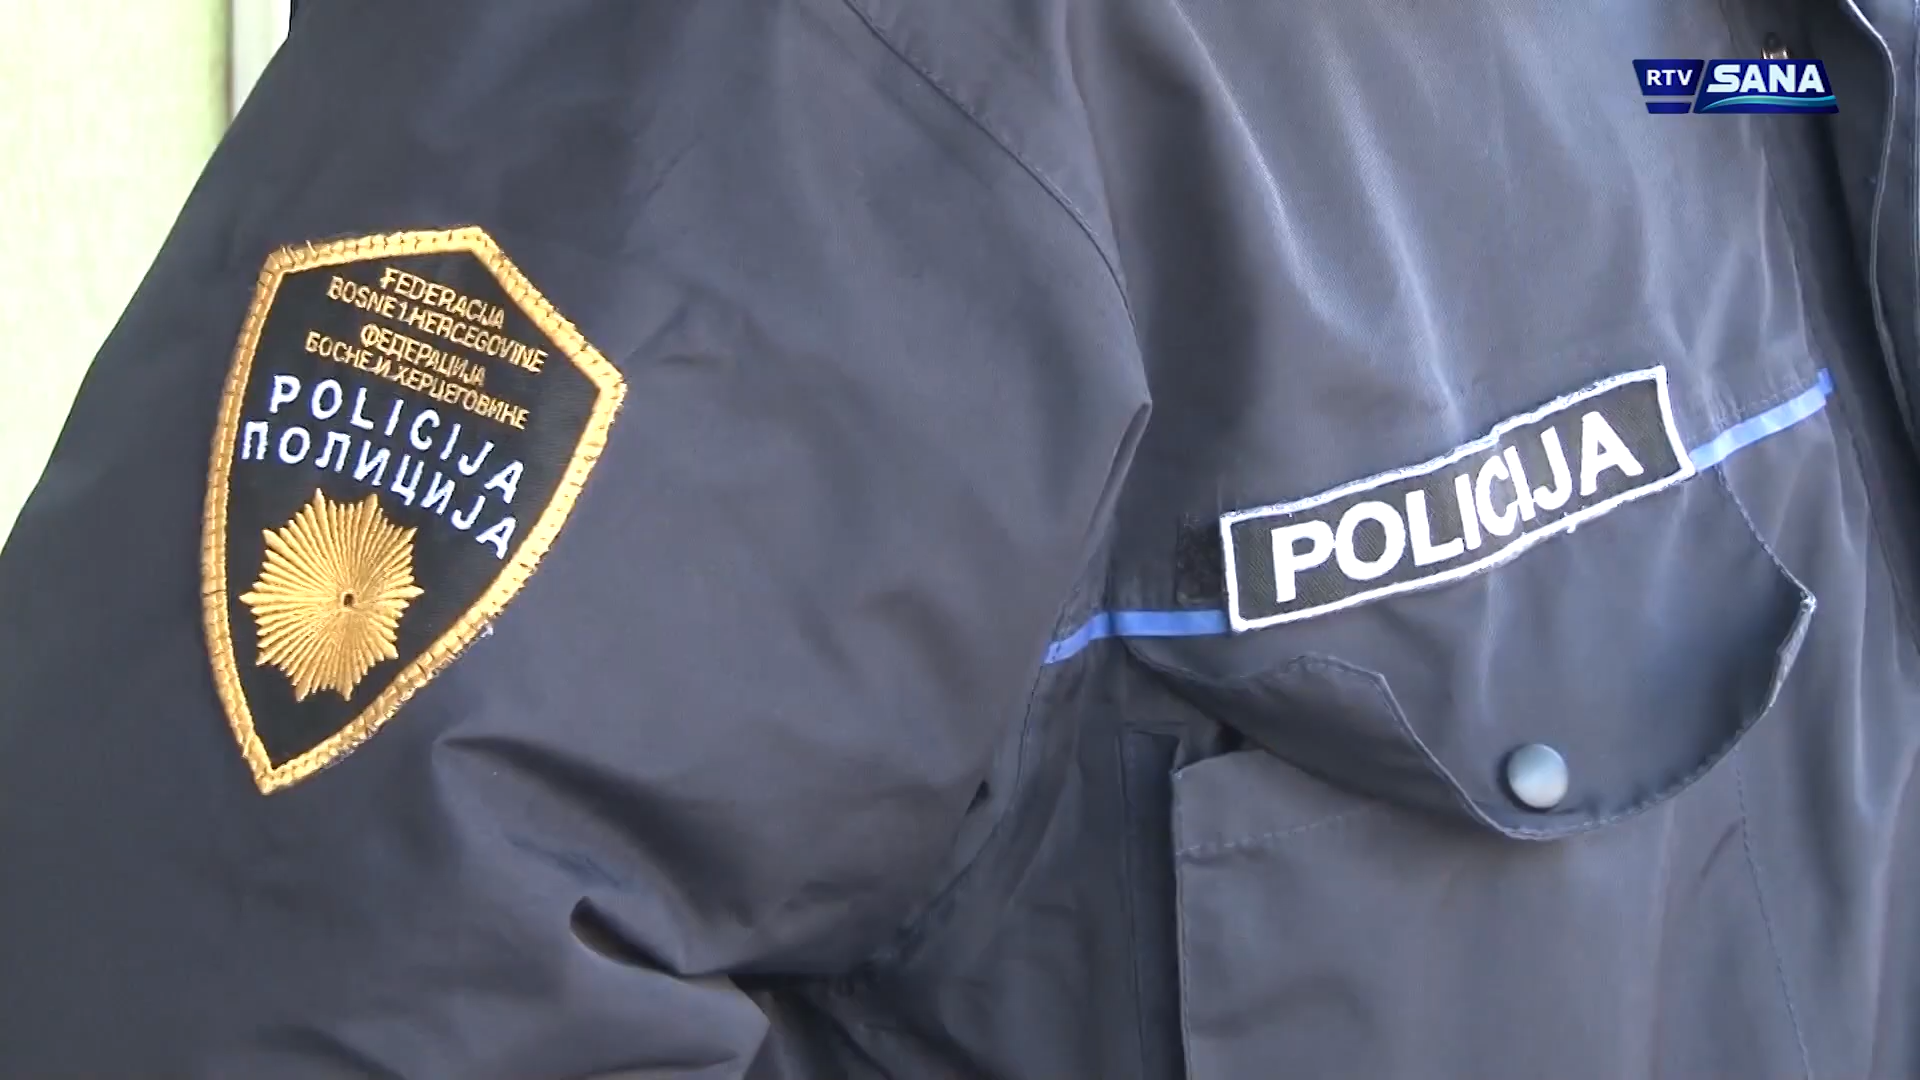 RTV SANA
FEDERACIJA
BOSNE I HERCEGOVINE
ФЕДЕРАЦИЈА
БОСНЕ И ХЕРЦЕГОВИНЕ
POLICIJA
ПОЛИЦИЈА
POLICIJA